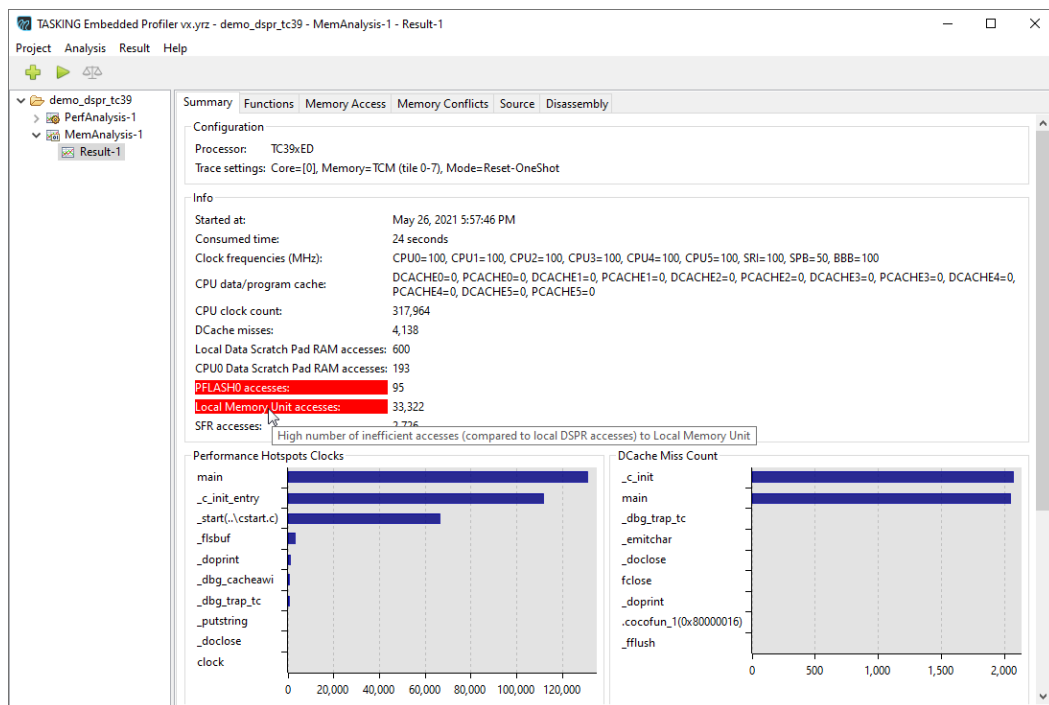 TASKING Embedded Profiler vx.yrz - demo_dspr_tc39 - MemAnalysis-1 - Result-1
Project Analysis Result Help
demo_dspr_tc39
PerfAnalysis-1
MemAnalysis-1
Result-1
Summary Functions Memory Access Memory Conflicts Source Disassembly
Configuration
Processor: TC39xED
Trace settings: Core=[0], Memory=TCM (tile 0-7), Mode=Reset-OneShot
Info
Started at: May 26, 2021 5:57:46 PM
Consumed time: 24 seconds
Clock frequencies (MHz): CPU0=100, CPU1=100, CPU2=100, CPU3=100, CPU4=100, CPU5=100, SRI=100, SPB=50, BBB=100
CPU data/program cache: DCACHE0=0, PCACHE0=0, DCACHE1=0, PCACHE1=0, DCACHE2=0, PCACHE2=0, DCACHE3=0, PCACHE3=0, DCACHE4=0,
PCACHE4=0, DCACHE5=0, PCACHE5=0
CPU clock count: 317,964
DCache misses: 4,138
Local Data Scratch Pad RAM accesses: 600
CPU0 Data Scratch Pad RAM accesses: 193
PFLASH0 accesses: 95
Local Memory Unit accesses: 33,322
SFR accesses: 2,726
High number of inefficient accesses (compared to local DSPR accesses) to Local Memory Unit
Performance Hotspots Clocks
main
_c_init_entry
_start(..\cstart.c)
_flsbuf
_doprint
_dbg_cacheawi
_dbg_trap_tc
_putstring
_doclose
clock
0 20,000 40,000 60,000 80,000 100,000 120,000
DCache Miss Count
_c_init
main
_dbg_trap_tc
_emitchar
_doclose
fclose
_doprint
.cocofun_1(0x80000016)
_fflush
0 500 1,000 1,500 2,000